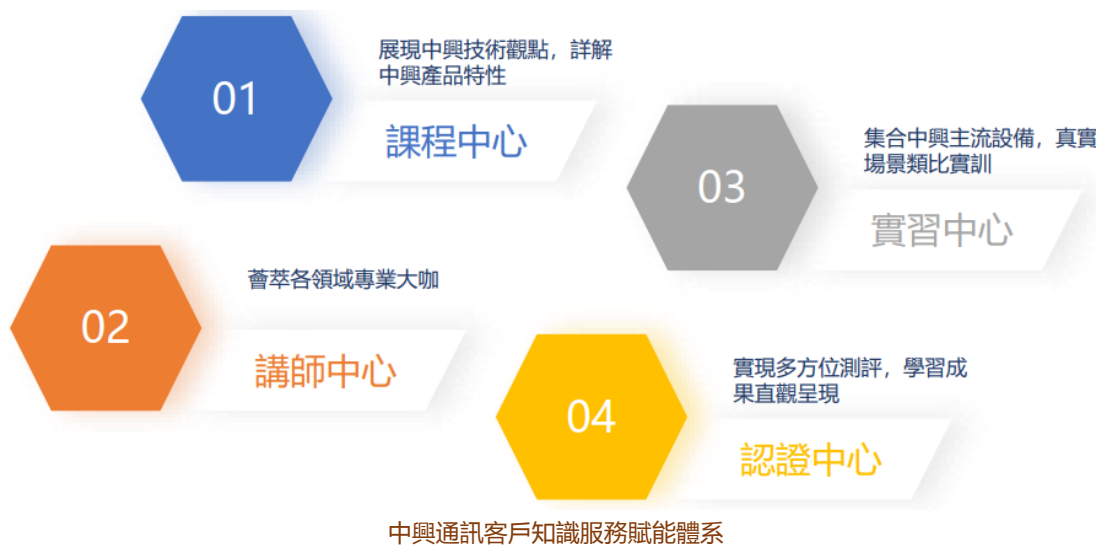 01
展現中興技術觀點，詳解
中興產品特性
課程中心
02
薈萃各領域專業大咖
講師中心
03
集合中興主流設備，真實
場景類比實訓
實習中心
04
實現多方位測評，學習成
果直觀呈現
認證中心
中興通訊客戶知識服務賦能體系